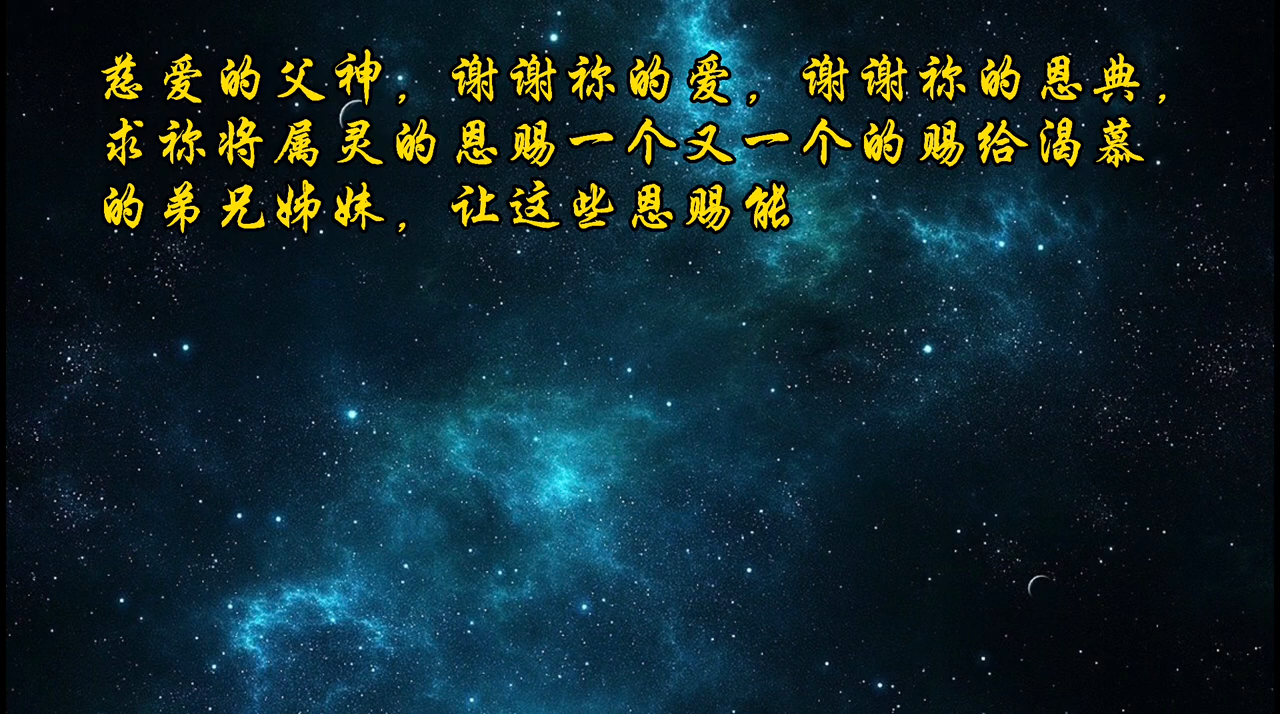 慈爱的父神，谢谢祢的爱，谢谢祢的恩典，
求祢将属灵的恩赐一个又一个的赐给渴慕
的弟兄姊妹，让这些恩赐能